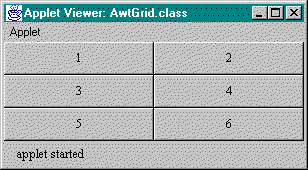 Applet Viewer: AwtGrid.class
Applet
1 2
3 4
5 6
applet started